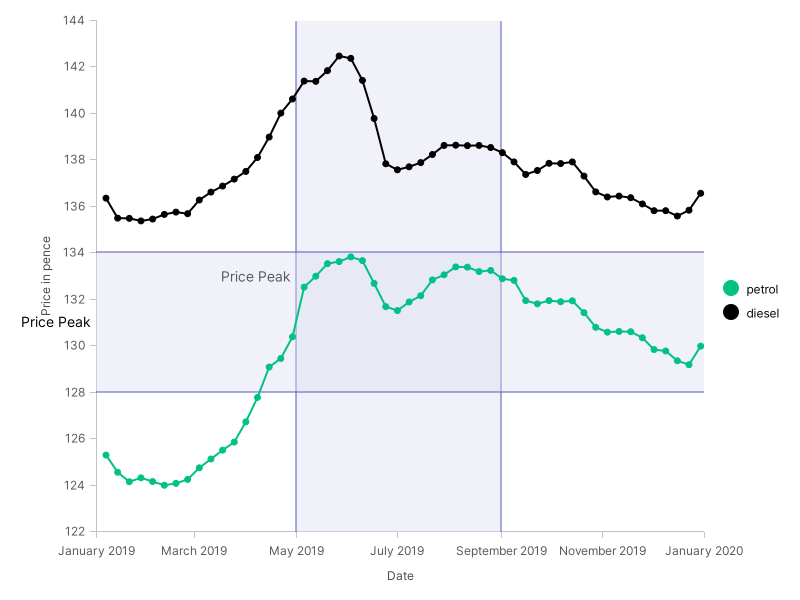 144
142
140
138
136
134
132
130
128
126
124
122
Price in pence
Price Peak
Price Peak
January 2019
March 2019
May 2019
July 2019
September 2019
November 2019
January 2020
Date
petrol
diesel